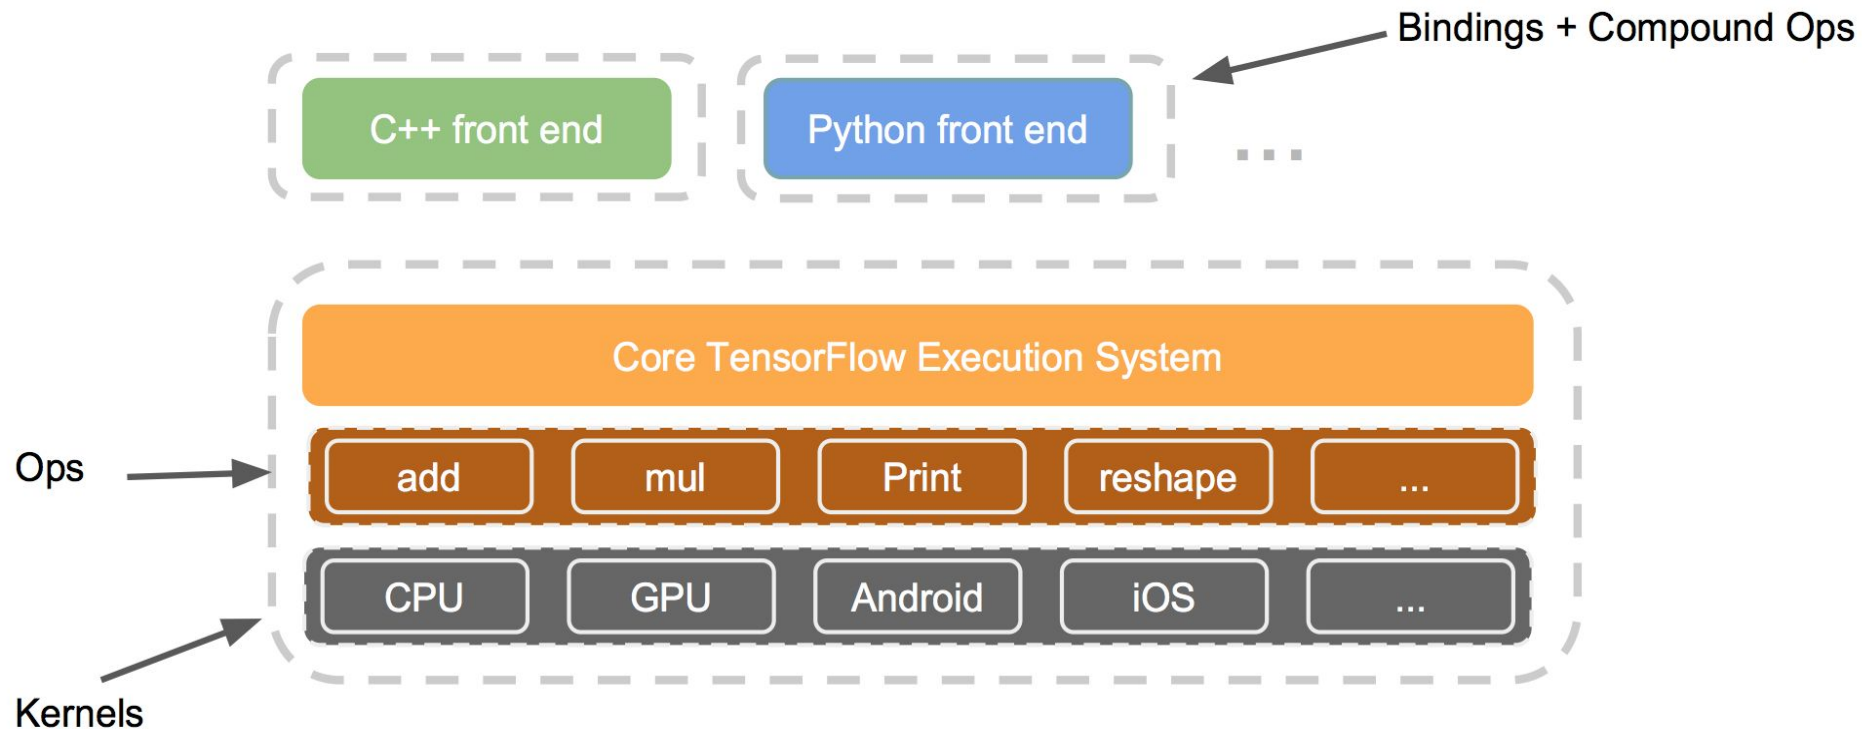 Bindings + Compound Ops
C++ front end
Python front end
...
Core TensorFlow Execution System
Ops
add
mul
Print
reshape
...
CPU
GPU
Android
iOS
...
Kernels